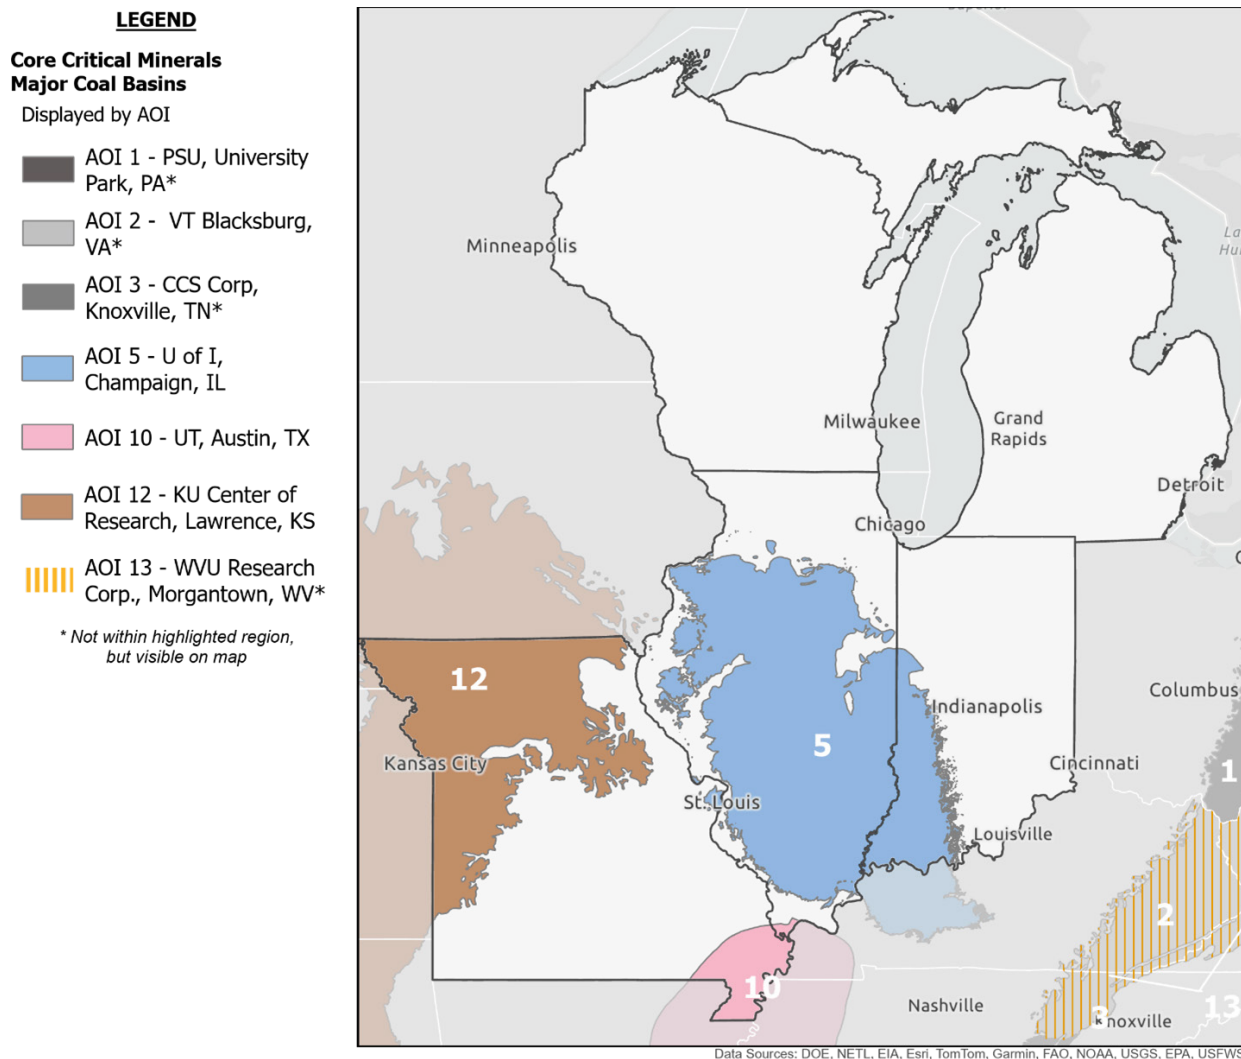 LEGEND
Core Critical Minerals
Major Coal Basins
Displayed by AOI
AOI 1 - PSU, University
Park, PA*
AOI 2 - VT Blacksburg,
VA*
AOI 3 - CCS Corp,
Knoxville, TN*
AOI 5 - U of I,
Champaign, IL
AOI 10 - UT, Austin, TX
AOI 12 - KU Center of
Research, Lawrence, KS
AOI 13 - WVU Research
Corp., Morgantown, WV*
* Not within highlighted region,
but visible on map
Minneapolis
Milwaukee
Grand
Rapids
Detroit
Chicago
12
Columbus
Indianapolis
5
Kansas City
Cincinnati
1
St. Louis
Louisville
2
10
Nashville
3
Knoxville
13
Data Sources: DOE, NETL, EIA, Esri, TomTom, Garmin, FAO, NOAA, USGS, EPA, USFWS